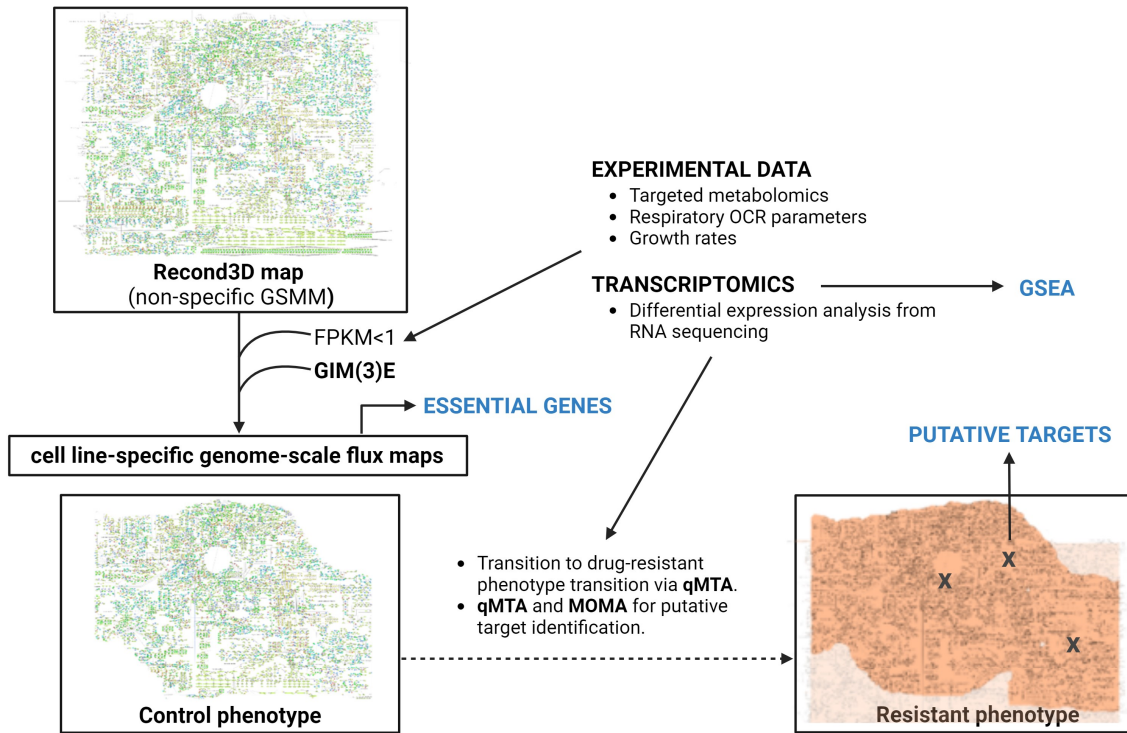 Recond3D map
(non-specific GSMM)
EXPERIMENTAL DATA
• Targeted metabolomics
• Respiratory OCR parameters
• Growth rates
TRANSCRIPTOMICS
• Differential expression analysis from
RNA sequencing
GSEA
FPKM<1
GIM(3)E
ESSENTIAL GENES
cell line-specific genome-scale flux maps
PUTATIVE TARGETS
• Transition to drug-resistant
phenotype transition via qMTA.
• qMTA and MOMA for putative
target identification.
Control phenotype
X
X
X
Resistant phenotype